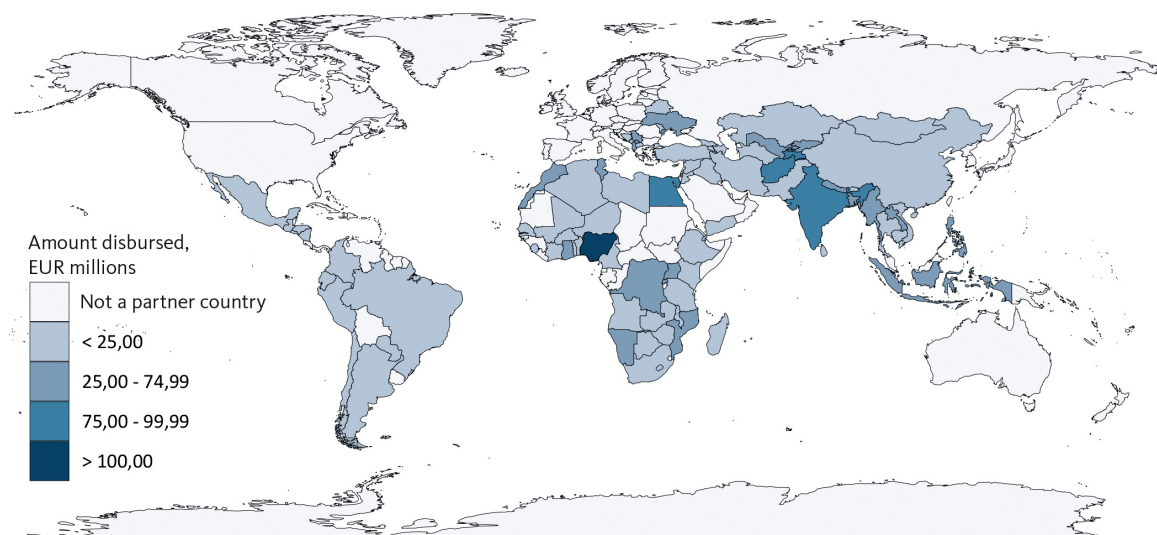 Amount disbursed,
EUR millions
Not a partner country
< 25,00
25,00 - 74,99
75,00 - 99,99
> 100,00